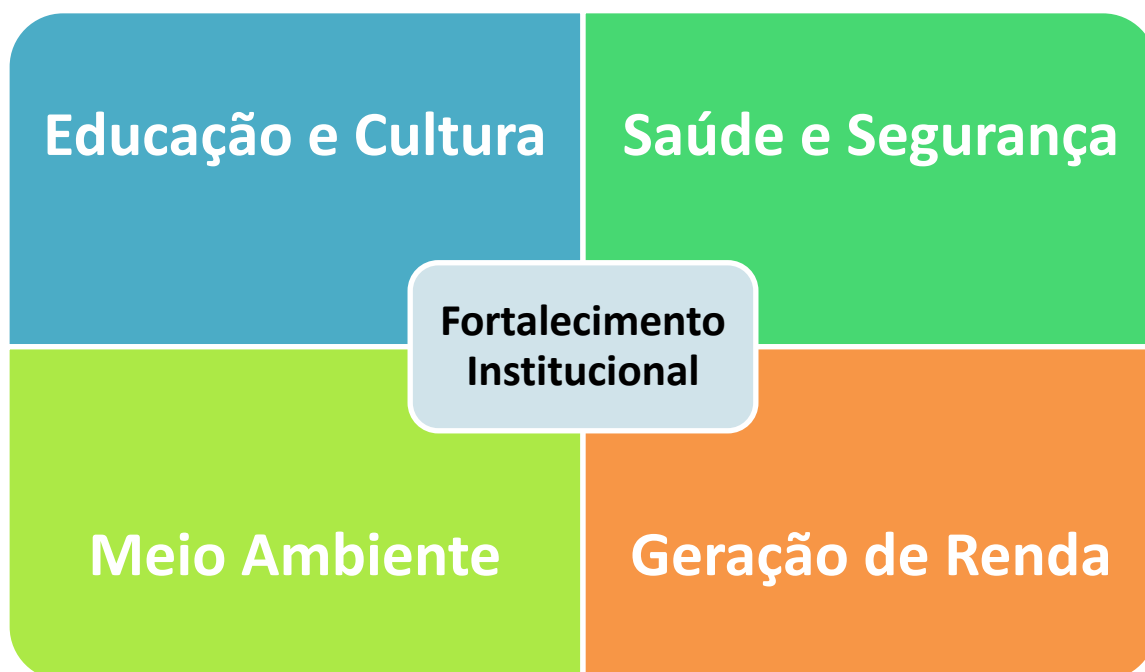 Educação e Cultura
Saúde e Segurança
Fortalecimento
Institucional
Meio Ambiente
Geração de Renda